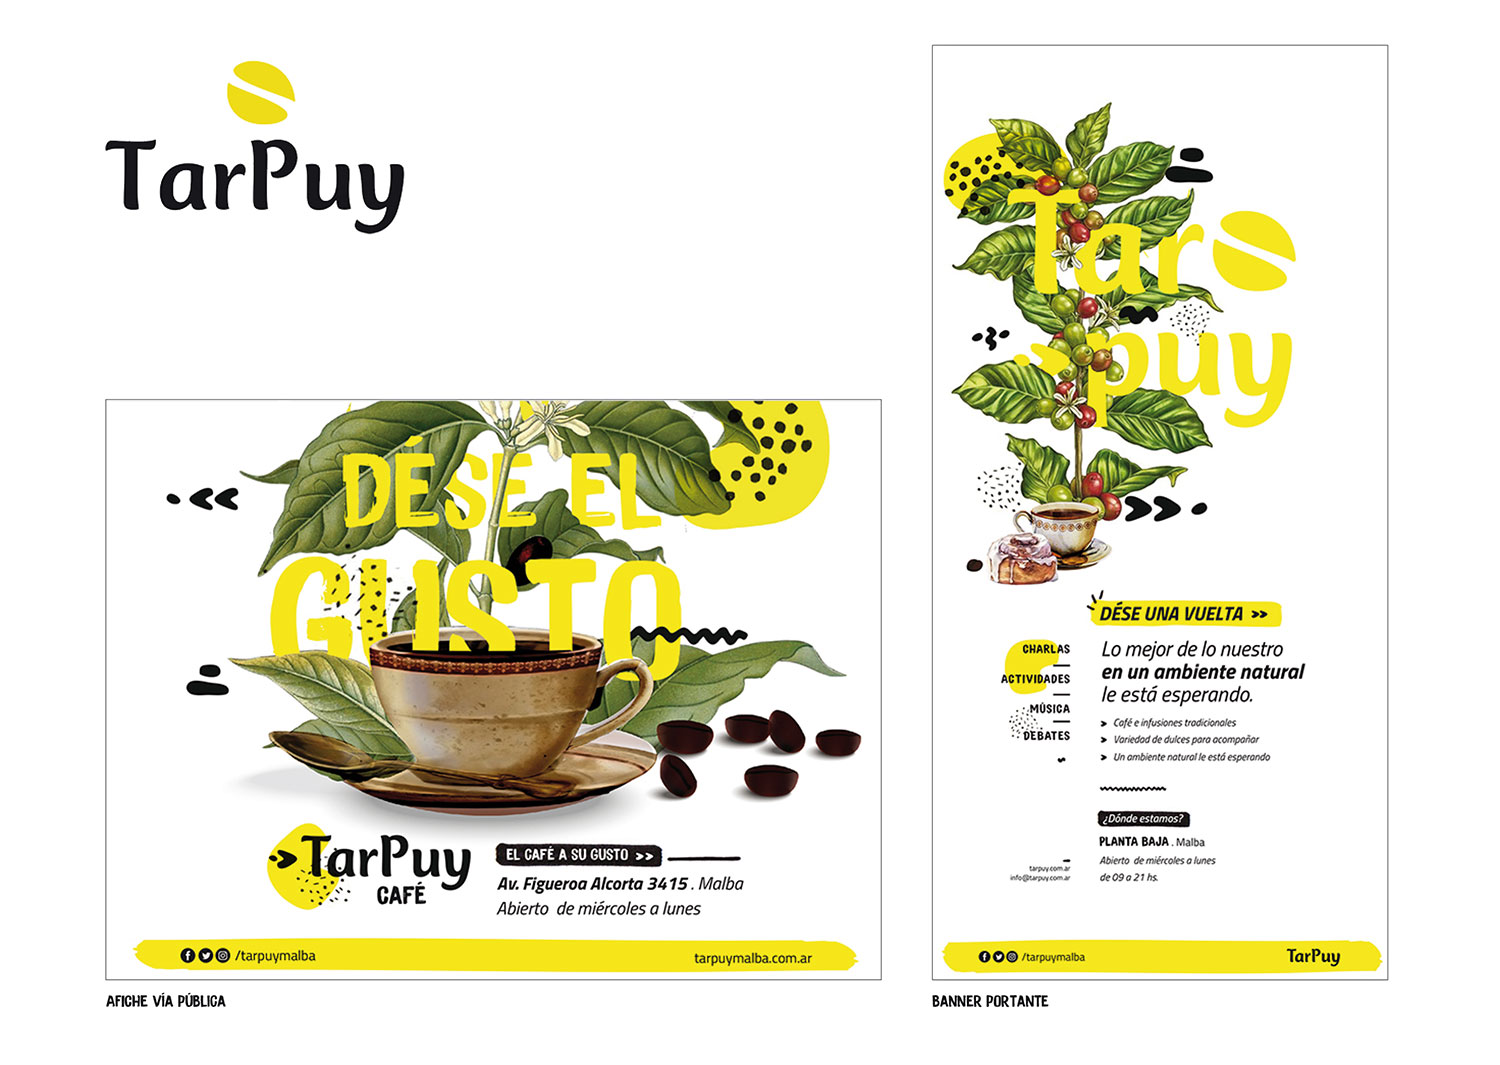 TarPuy
DÉSE EL
GUSTO
TarPuy
CAFÉ
EL CAFÉ A SU GUSTO
Av. Figueroa Alcorta 3415 . Malba
Abierto de miércoles a lunes
/tarpuymalba
tarpuymalba.com.ar
AFICHE VÍA PÚBLICA
Tar
puy
DÉSE UNA VUELTA
CHARLAS
ACTIVIDADES
MÚSICA
DEBATES
Lo mejor de lo nuestro
en un ambiente natural
le está esperando.
Café e infusiones tradicionales
Variedad de dulces para acompañar
Un ambiente natural le está esperando
¿Dónde estamos?
PLANTA BAJA . Malba
Abierto de miércoles a lunes
de 09 a 21 hs.
tarpuy.com.ar
info@tarpuy.com.ar
/tarpuymalba
TarPuy
BANNER PORTANTE